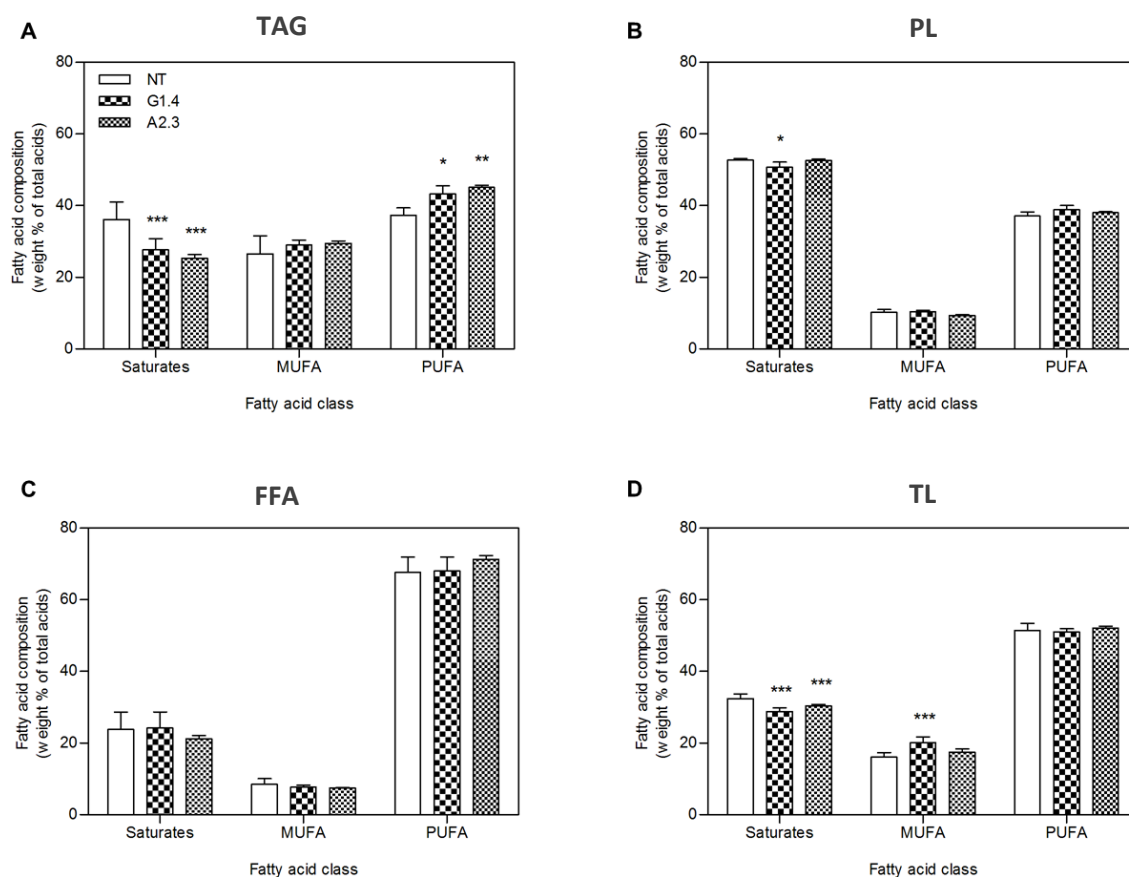 A
TAG
Fatty acid composition
(weight % of total acids)
80
60
40
20
0
NT
G1.4
A2.3
***
***
*
**
Saturates
MUFA
PUFA
Fatty acid class
B
PL
Fatty acid composition
(weight % of total acids)
80
60
40
20
0
*
Saturates
MUFA
PUFA
Fatty acid class
C
FFA
Fatty acid composition
(weight % of total acids)
80
60
40
20
0
Saturates
MUFA
PUFA
Fatty acid class
D
TL
Fatty acid composition
(weight % of total acids)
80
60
40
20
0
***
***
***
Saturates
MUFA
PUFA
Fatty acid class